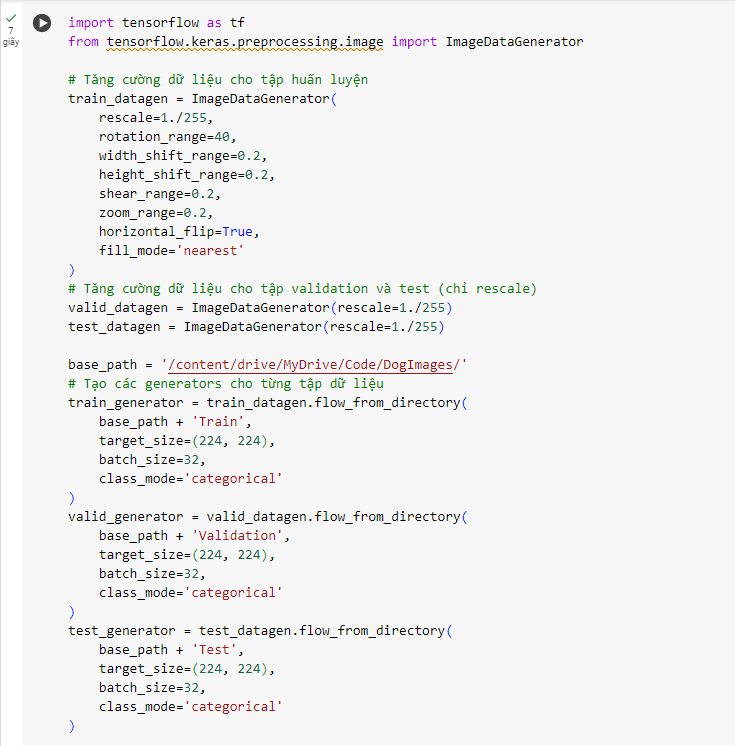 7
giây
import tensorflow as tf
from tensorflow.keras.preprocessing.image import ImageDataGenerator
# Tăng cường dữ liệu cho tập huấn luyện
train_datagen = ImageDataGenerator(
    rescale=1./255,
    rotation_range=40,
    width_shift_range=0.2,
    height_shift_range=0.2,
    shear_range=0.2,
    zoom_range=0.2,
    horizontal_flip=True,
    fill_mode='nearest'
)
# Tăng cường dữ liệu cho tập validation và test (chỉ rescale)
valid_datagen = ImageDataGenerator(rescale=1./255)
test_datagen = ImageDataGenerator(rescale=1./255)
base_path = '/content/drive/MyDrive/Code/DogImages/'
# Tạo các generators cho từng tập dữ liệu
train_generator = train_datagen.flow_from_directory(
    base_path + 'Train',
    target_size=(224, 224),
    batch_size=32,
    class_mode='categorical'
)
valid_generator = valid_datagen.flow_from_directory(
    base_path + 'Validation',
    target_size=(224, 224),
    batch_size=32,
    class_mode='categorical'
)
test_generator = test_datagen.flow_from_directory(
    base_path + 'Test',
    target_size=(224, 224),
    batch_size=32,
    class_mode='categorical'
)